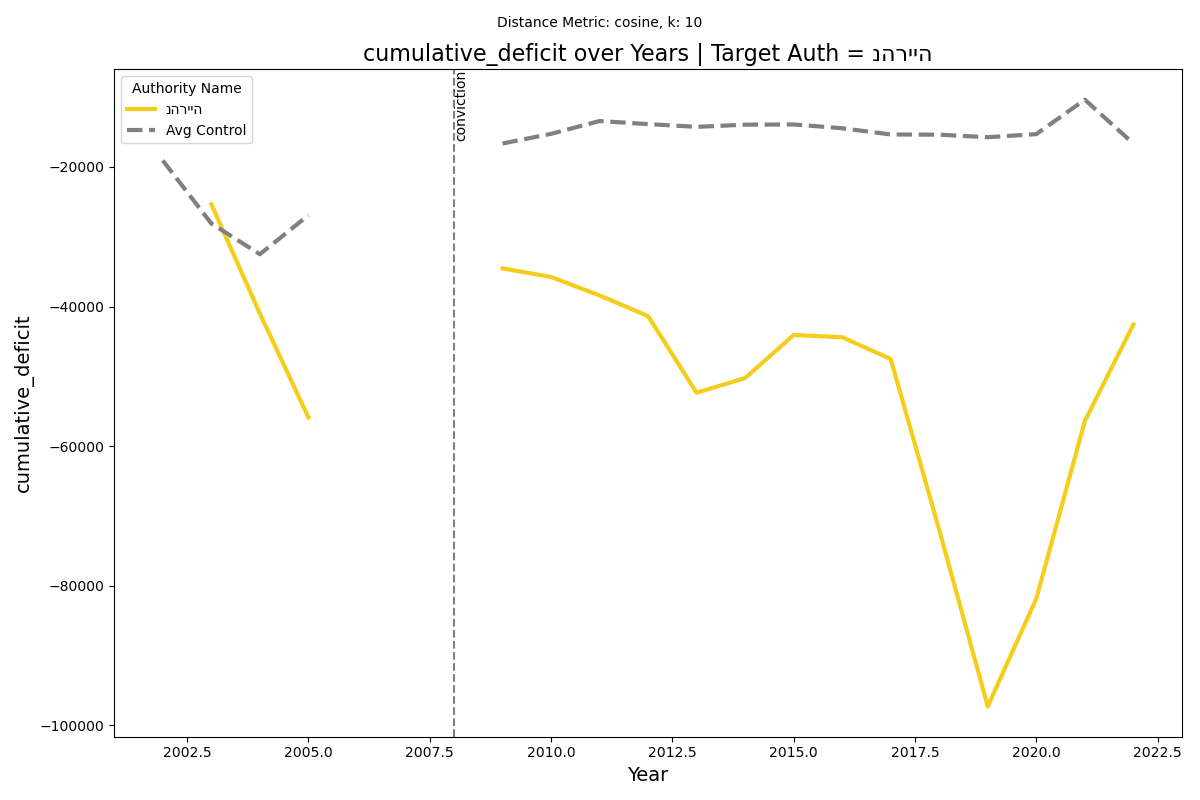 Distance Metric: cosine, k: 10
cumulative_deficit over Years | Target Auth = נהרייה
Authority Name
נהרייה
Avg Control
conviction
cumulative_deficit
−20000
−40000
−60000
−80000
−100000
2002.5 2005.0 2007.5 2010.0 2012.5 2015.0 2017.5 2020.0 2022.5
Year